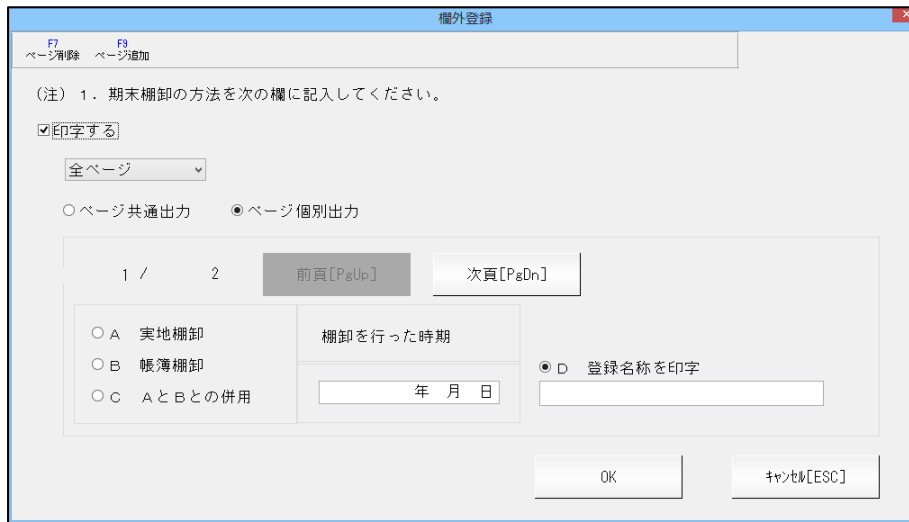 欄外登録
F7 F9
ページ削除 ページ追加
(注) 1．期末棚卸の方法を次の欄に記入してください。
印字する
全ページ
ページ共通出力 ページ個別出力
1 / 2 前頁[PgUp] 次頁[PgDn]
A 実地棚卸
棚卸を行った時期
B 帳簿棚卸
D 登録名称を印字
C AとBとの併用
年 月 日
OK ｷｬﾝｾﾙ[ESC]